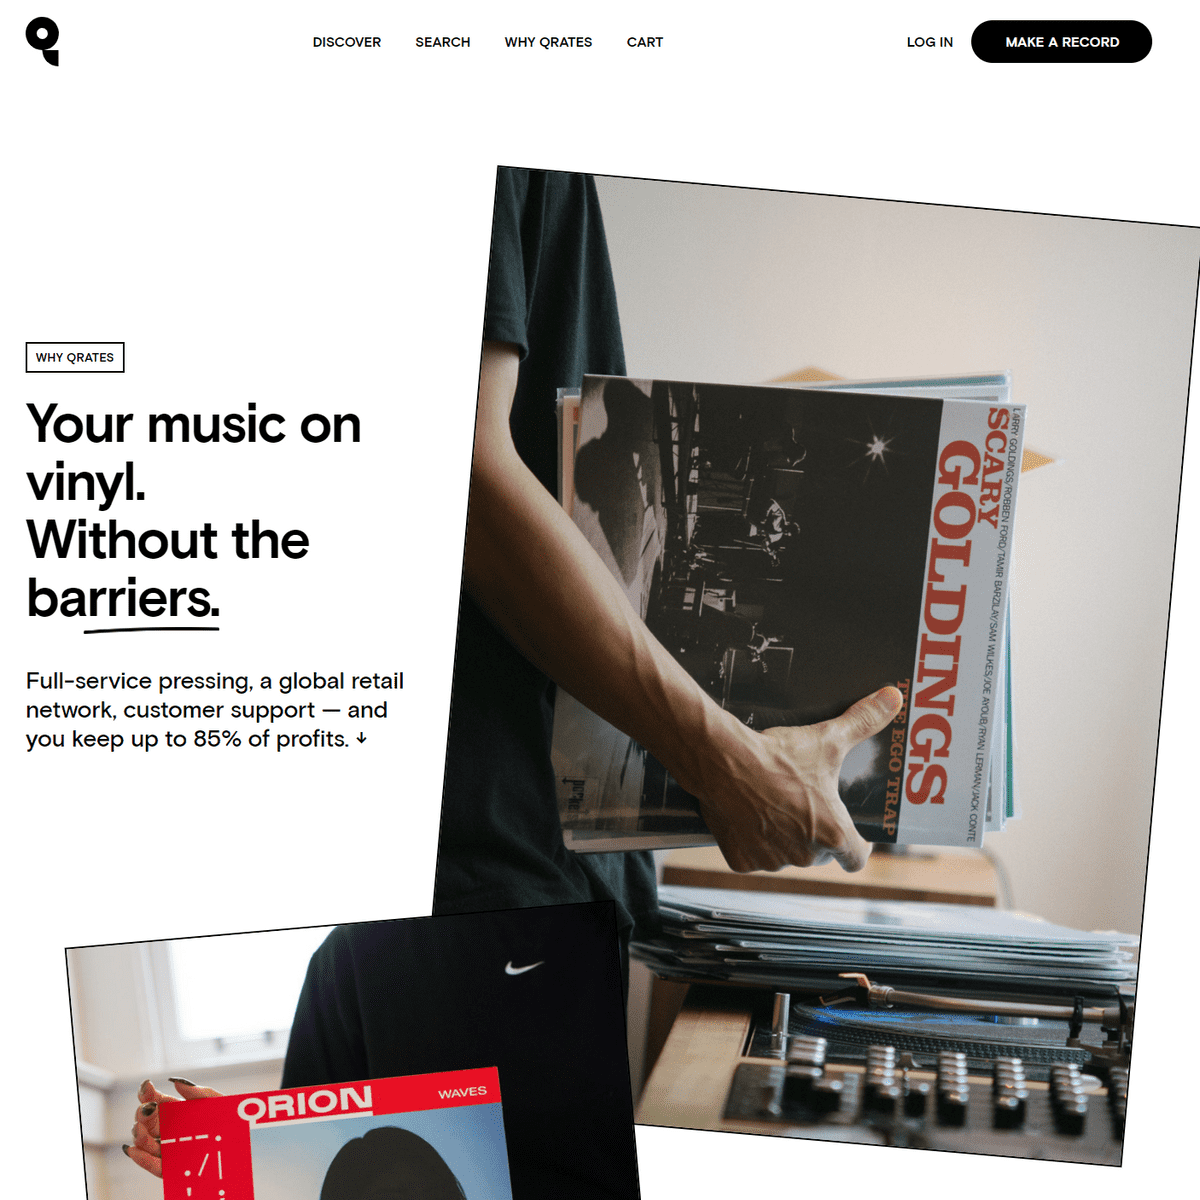 DISCOVER
SEARCH
WHY QRATES
CART
LOG IN
MAKE A RECORD
WHY QRATES
Your music on
vinyl.
Without the
barriers.
Full-service pressing, a global retail
network, customer support — and
you keep up to 85% of profits. ↓
LARRY GOLDINGS/ROBBEN FORD/TAMIR BARZILAY/SAM WILKES/JOE AYOUB/RYAN LERMAN/JACK CONTE
SCARY
GOLDINGS
THE EGO TRAP
ORION
WAVES